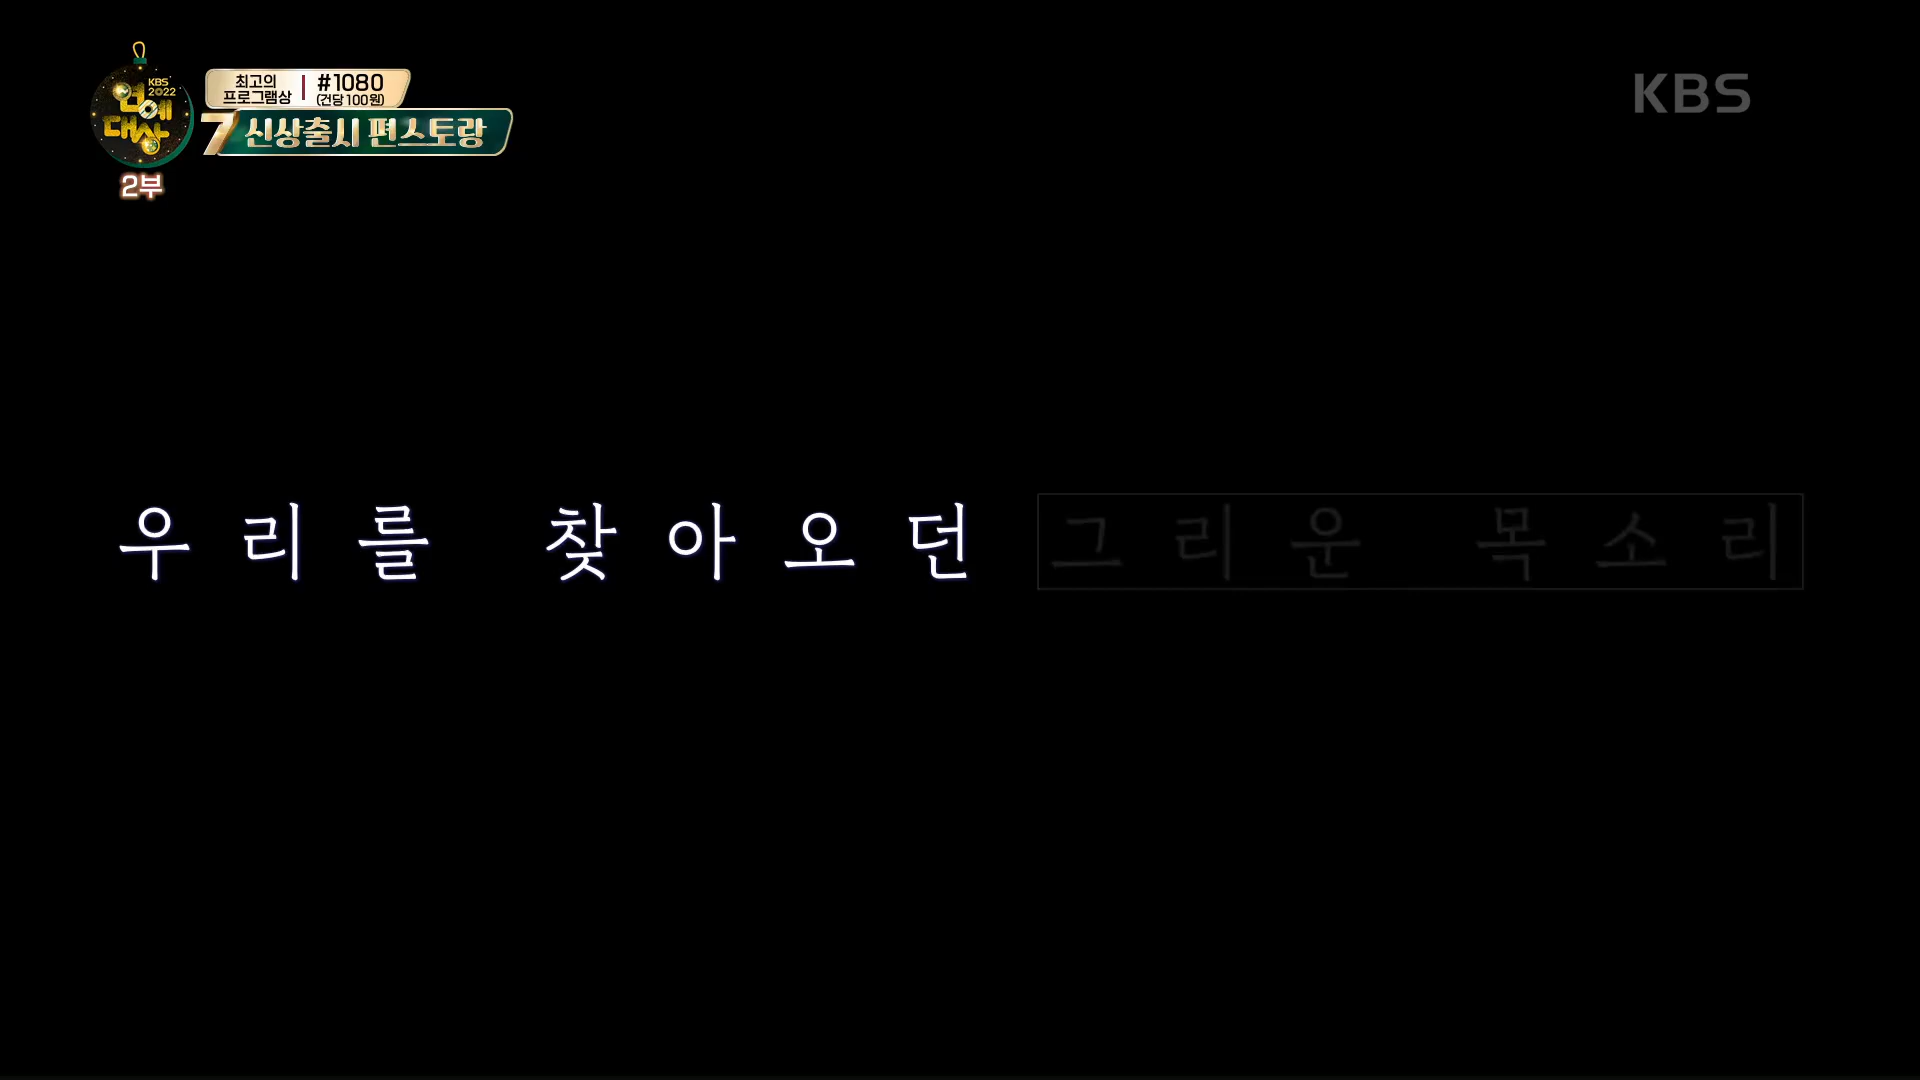 KBS
2022
연예
대상
2부
최고의
프로그램상
#1080
(건당 100원)
7 신상출시 편스토랑
KBS
우리를 찾아오던 그리운 목소리